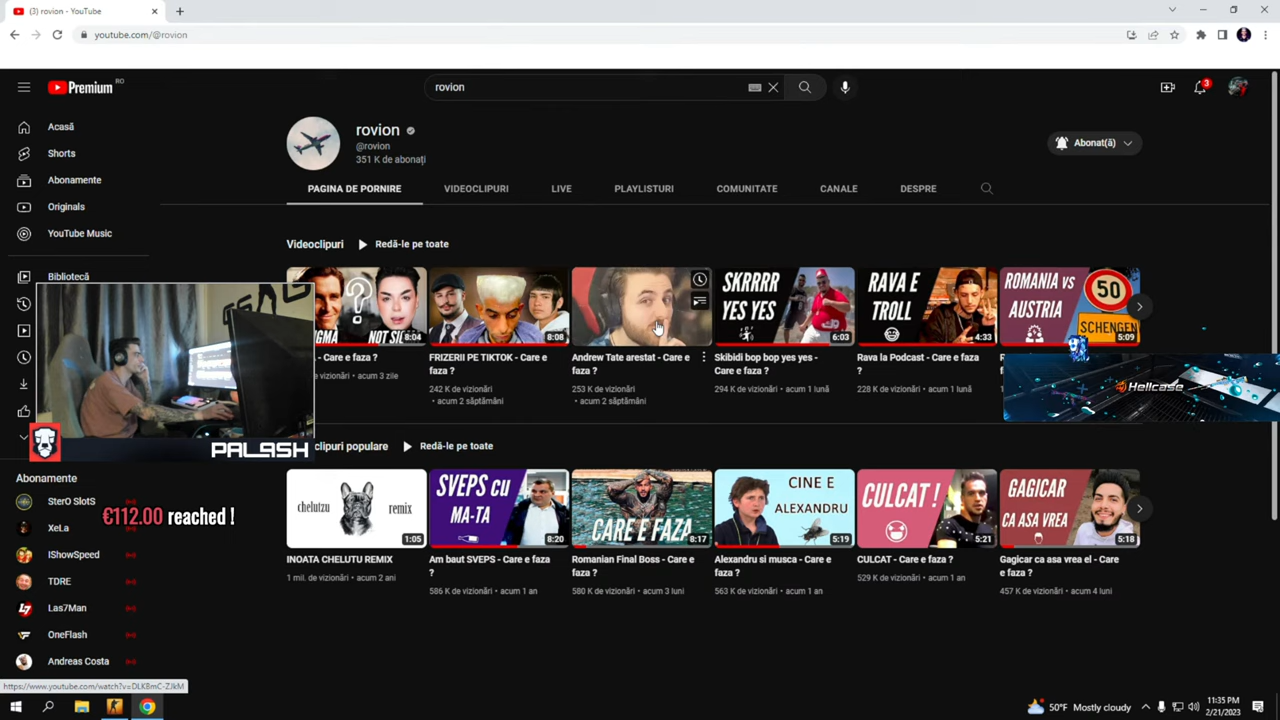 (3) rovion - YouTube
youtube.com/@rovion
Premium RO
rovion
3
Acasă
Shorts
Abonamente
Originals
YouTube Music
Bibliotecă
rovion
@rovion
351 K de abonați
Abonat(ă)
PAGINA DE PORNIRE
VIDEOCLIPURI
LIVE
PLAYLISTURI
COMUNITATE
CANALE
DESPRE
Videoclipuri
Redă-le pe toate
?
NOT
8:04
8:08
SKRRRR
YES YES
6:03
RAVA E
TROLL
4:33
ROMANIA vs
AUSTRIA
50
SCHENGEN
5:09
- Care e faza ?
acum 3 zile
FRIZERII PE TIKTOK - Care e
faza ?
242 K de vizionări
• acum 2 săptămâni
Andrew Tate arestat - Care e
faza ?
253 K de vizionări
• acum 2 săptămâni
Skibidi bop bop yes yes -
Care e faza ?
294 K de vizionări • acum 1 lună
Rava la Podcast - Care e faza
?
228 K de vizionări • acum 1 lună
Hellcase
PALASH
clipuri populare
Redă-le pe toate
chelutzu
remix
1:05
SVEPS cu
MA-TA
8:20
CARE E FAZA
8:17
CINE E
ALEXANDRU
5:19
CULCAT !
5:21
GAGICAR
CA ASA VREA
5:18
INOATA CHELUTU REMIX
1 mil. de vizionări • acum 2 ani
Am baut SVEPS - Care e faza
?
586 K de vizionări • acum 1 an
Romanian Final Boss - Care e
faza ?
580 K de vizionări • acum 3 luni
Alexandru si musca - Care e
faza ?
563 K de vizionări • acum 1 an
CULCAT - Care e faza ?
529 K de vizionări • acum 1 an
Gagicar ca asa vrea el - Care
e faza ?
457 K de vizionări • acum 4 luni
Abonamente
SterO SlotS
XeLa
IShowSpeed
TDRE
Las7Man
OneFlash
Andreas Costa
€112.00 reached !
https://www.youtube.com/watch?v=DLKBmC-ZJkM
50°F Mostly cloudy
11:35 PM
2/21/2023